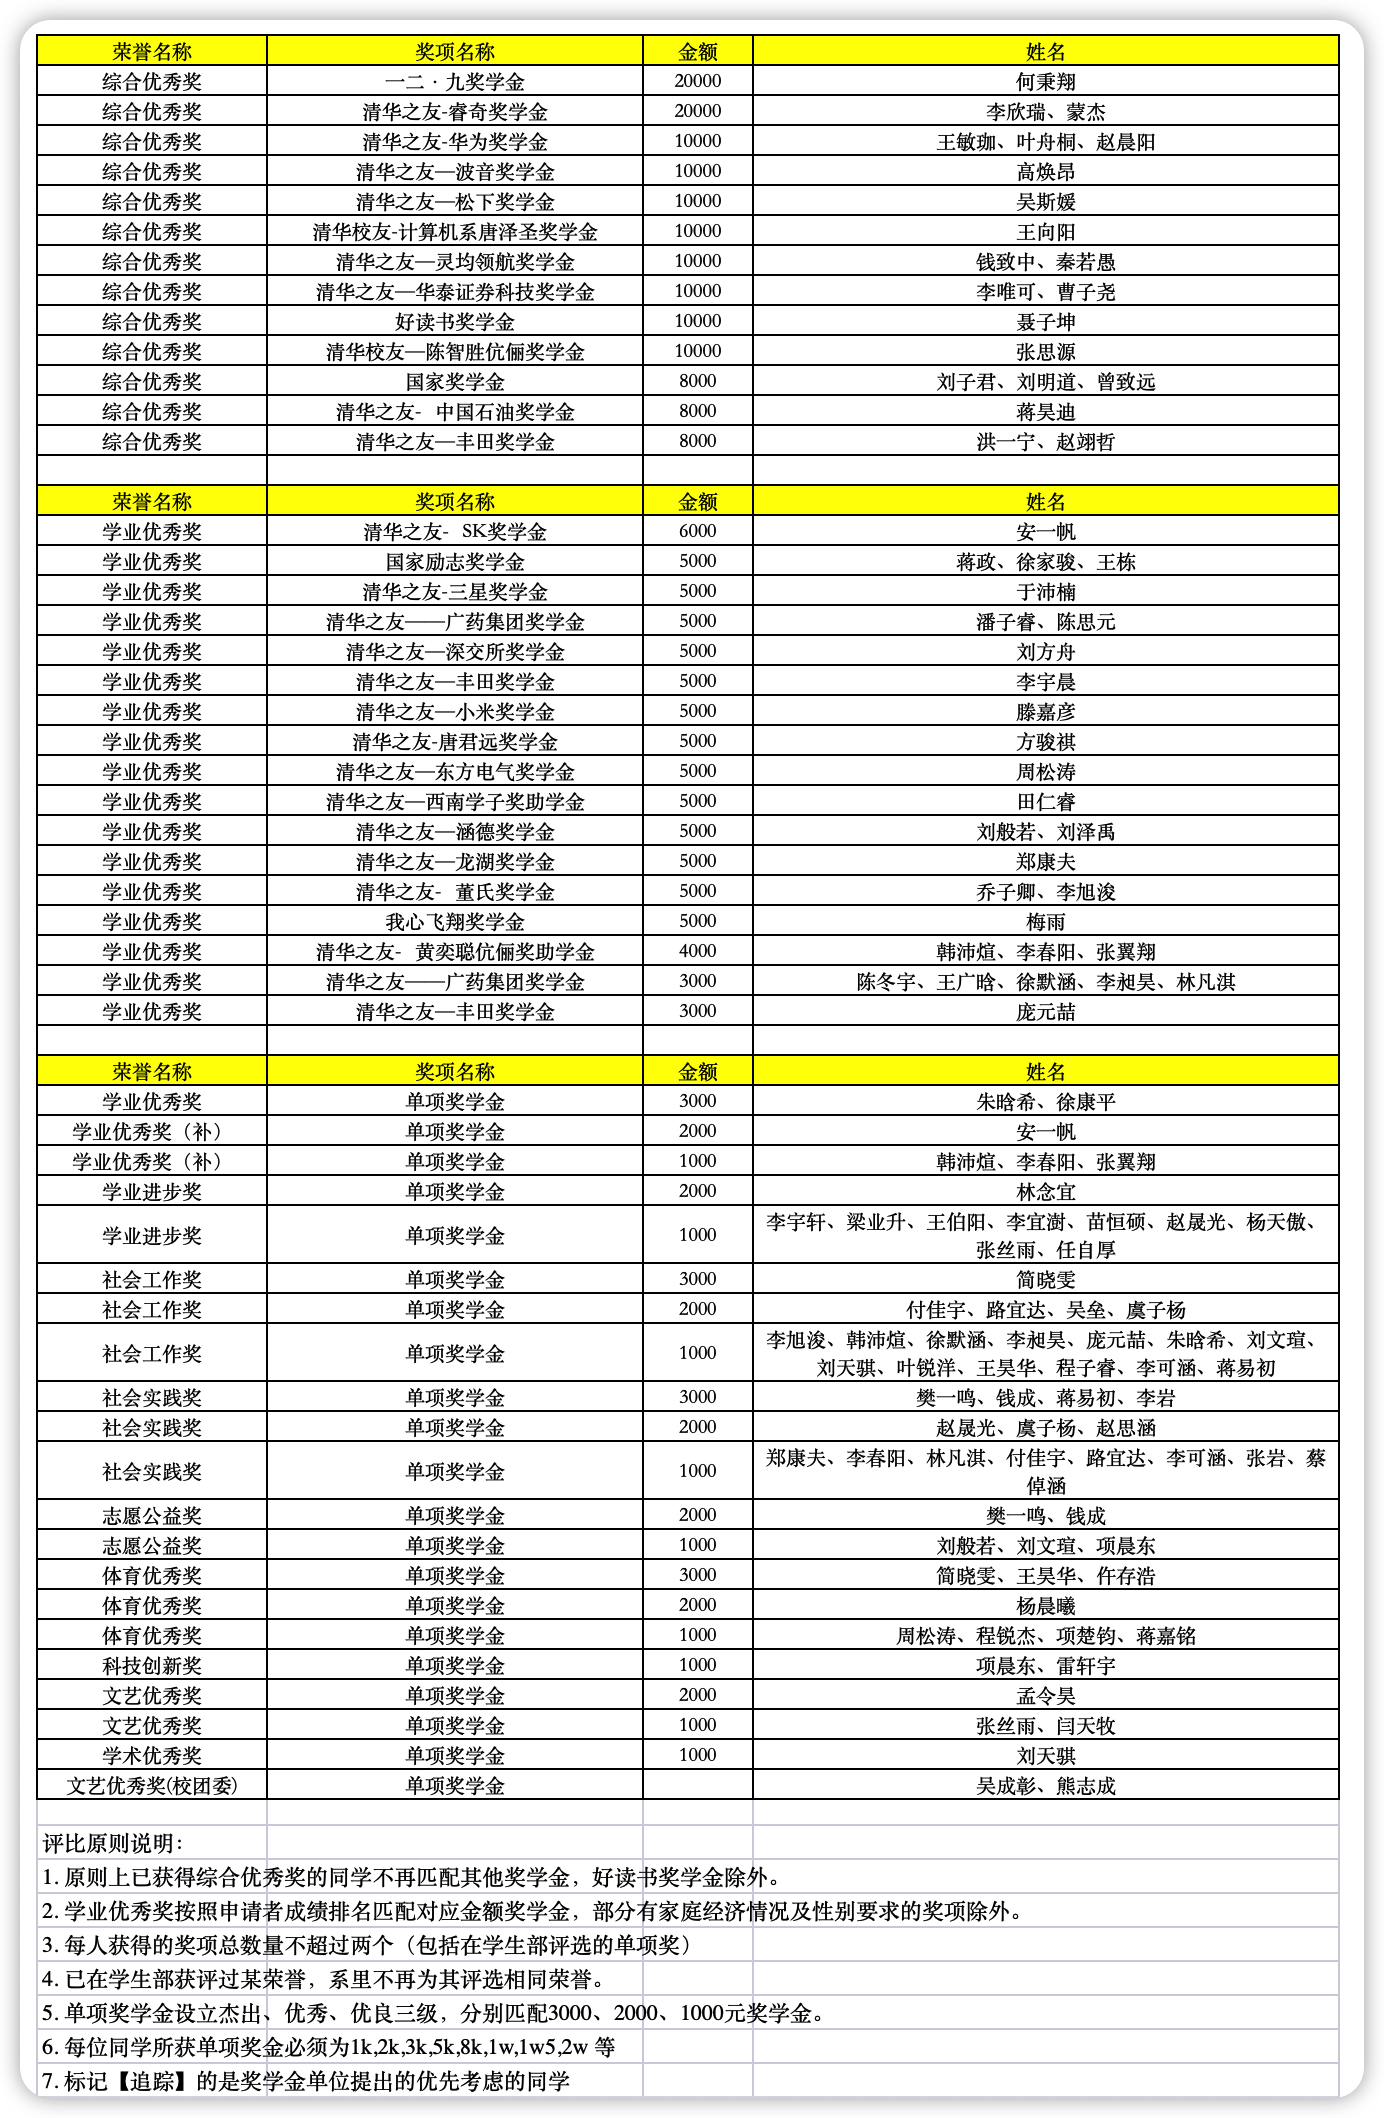 荣誉名称 奖项名称 金额 姓名
综合优秀奖 一二·九奖学金 20000 何秉翔
综合优秀奖 清华之友-睿奇奖学金 20000 李欣瑞、蒙杰
综合优秀奖 清华之友-华为奖学金 10000 王敏珈、叶舟桐、赵晨阳
综合优秀奖 清华之友—波音奖学金 10000 高焕昂
综合优秀奖 清华之友—松下奖学金 10000 吴斯媛
综合优秀奖 清华校友-计算机系唐泽圣奖学金 10000 王向阳
综合优秀奖 清华之友—灵均领航奖学金 10000 钱致中、秦若愚
综合优秀奖 清华之友—华泰证券科技奖学金 10000 李唯可、曹子尧
综合优秀奖 好读书奖学金 10000 聂子坤
综合优秀奖 清华校友—陈智胜伉俪奖学金 10000 张思源
综合优秀奖 国家奖学金 8000 刘子君、刘明道、曾致远
综合优秀奖 清华之友- 中国石油奖学金 8000 蒋昊迪
综合优秀奖 清华之友—丰田奖学金 8000 洪一宁、赵翊哲
荣誉名称 奖项名称 金额 姓名
学业优秀奖 清华之友- SK奖学金 6000 安一帆
学业优秀奖 国家励志奖学金 5000 蒋政、徐家骏、王栋
学业优秀奖 清华之友-三星奖学金 5000 于沛楠
学业优秀奖 清华之友——广药集团奖学金 5000 潘子睿、陈思元
学业优秀奖 清华之友—深交所奖学金 5000 刘方舟
学业优秀奖 清华之友—丰田奖学金 5000 李宇晨
学业优秀奖 清华之友—小米奖学金 5000 滕嘉彦
学业优秀奖 清华之友-唐君远奖学金 5000 方骏祺
学业优秀奖 清华之友—东方电气奖学金 5000 周松涛
学业优秀奖 清华之友—西南学子奖助学金 5000 田仁睿
学业优秀奖 清华之友—涵德奖学金 5000 刘般若、刘泽禹
学业优秀奖 清华之友—龙湖奖学金 5000 郑康夫
学业优秀奖 清华之友- 董氏奖学金 5000 乔子卿、李旭浚
学业优秀奖 我心飞翔奖学金 5000 梅雨
学业优秀奖 清华之友- 黄奕聪伉俪奖助学金 4000 韩沛煊、李春阳、张翼翔
学业优秀奖 清华之友——广药集团奖学金 3000 陈冬宇、王广晗、徐默涵、李昶昊、林凡淇
学业优秀奖 清华之友—丰田奖学金 3000 庞元喆
荣誉名称 奖项名称 金额 姓名
学业优秀奖 单项奖学金 3000 朱晗希、徐康平
学业优秀奖（补） 单项奖学金 2000 安一帆
学业优秀奖（补） 单项奖学金 1000 韩沛煊、李春阳、张翼翔
学业进步奖 单项奖学金 2000 林念宜
学业进步奖 单项奖学金 1000 李宇轩、梁业升、王伯阳、李宜澍、苗恒硕、赵晟光、杨天傲、
张丝雨、任自厚
社会工作奖 单项奖学金 3000 简晓雯
社会工作奖 单项奖学金 2000 付佳宇、路宜达、吴垒、虞子杨
社会工作奖 单项奖学金 1000 李旭浚、韩沛煊、徐默涵、李昶昊、庞元喆、朱晗希、刘文瑄、
刘天骐、叶锐洋、王昊华、程子睿、李可涵、蒋易初
社会实践奖 单项奖学金 3000 樊一鸣、钱成、蒋易初、李岩
社会实践奖 单项奖学金 2000 赵晟光、虞子杨、赵思涵
社会实践奖 单项奖学金 1000 郑康夫、李春阳、林凡淇、付佳宇、路宜达、李可涵、张岩、蔡
倬涵
志愿公益奖 单项奖学金 2000 樊一鸣、钱成
志愿公益奖 单项奖学金 1000 刘般若、刘文瑄、项晨东
体育优秀奖 单项奖学金 3000 简晓雯、王昊华、仵存浩
体育优秀奖 单项奖学金 2000 杨晨曦
体育优秀奖 单项奖学金 1000 周松涛、程锐杰、项楚钧、蒋嘉铭
科技创新奖 单项奖学金 1000 项晨东、雷轩宇
文艺优秀奖 单项奖学金 2000 孟令昊
文艺优秀奖 单项奖学金 1000 张丝雨、闫天牧
学术优秀奖 单项奖学金 1000 刘天骐
文艺优秀奖(校团委) 单项奖学金 吴成彰、熊志成
评比原则说明：
1. 原则上已获得综合优秀奖的同学不再匹配其他奖学金，好读书奖学金除外。
2. 学业优秀奖按照申请者成绩排名匹配对应金额奖学金，部分有家庭经济情况及性别要求的奖项除外。
3. 每人获得的奖项总数量不超过两个（包括在学生部评选的单项奖）
4. 已在学生部获评过某荣誉，系里不再为其评选相同荣誉。
5. 单项奖学金设立杰出、优秀、优良三级，分别匹配3000、2000、1000元奖学金。
6. 每位同学所获单项奖金必须为1k,2k,3k,5k,8k,1w,1w5,2w 等
7. 标记【追踪】的是奖学金单位提出的优先考虑的同学